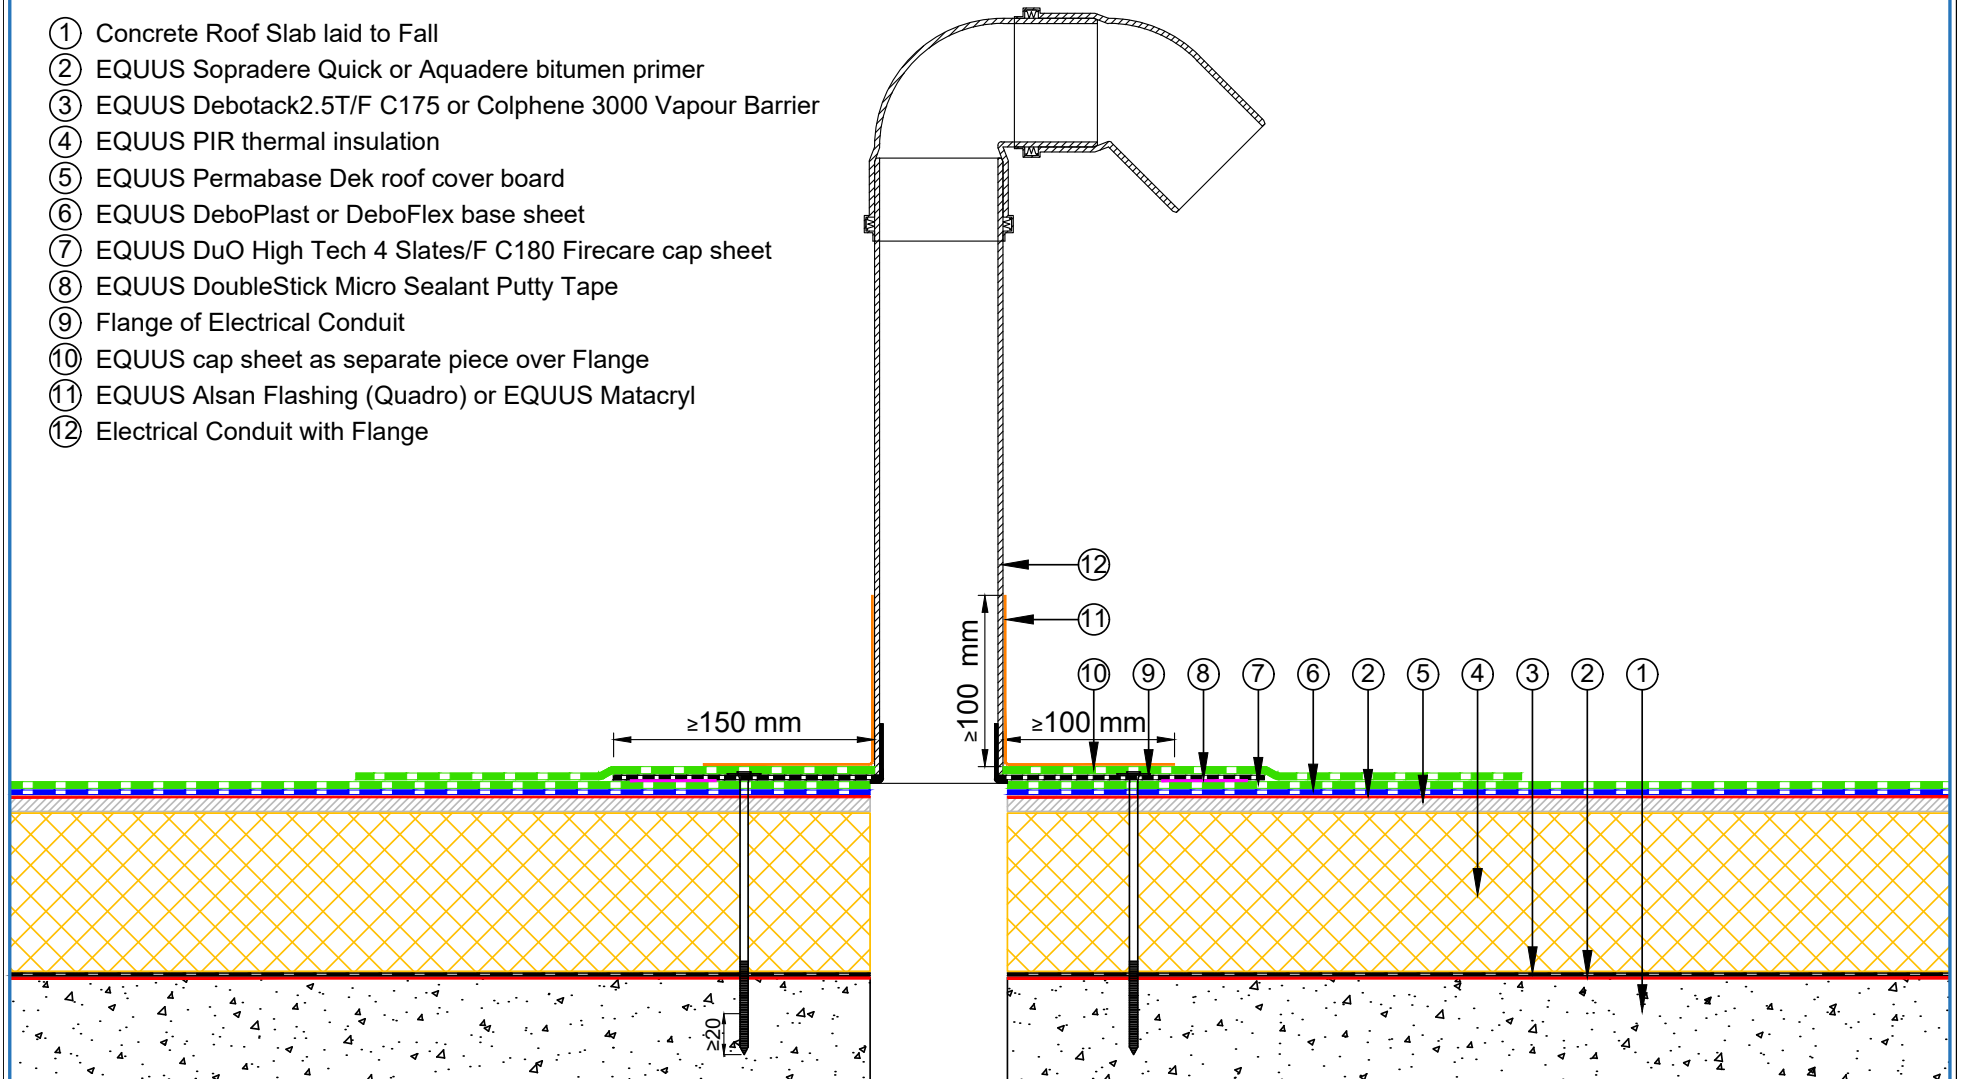 1 Concrete Roof Slab laid to Fall
2 EQUUS Sopradere Quick or Aquadere bitumen primer
3 EQUUS Debotack2.5T/F C175 or Colphene 3000 Vapour Barrier
4 EQUUS PIR thermal insulation
5 EQUUS Permabase Dek roof cover board
6 EQUUS DeboPlast or DeboFlex base sheet
7 EQUUS DuO High Tech 4 Slates/F C180 Firecare cap sheet
8 EQUUS DoubleStick Micro Sealant Putty Tape
9 Flange of Electrical Conduit
10 EQUUS cap sheet as separate piece over Flange
11 EQUUS Alsan Flashing (Quadro) or EQUUS Matacryl
12 Electrical Conduit with Flange
12
11
≥100 mm
10 9 8 7 6 2 5 4 3 2 1
≥150 mm
≥100 mm
≥20